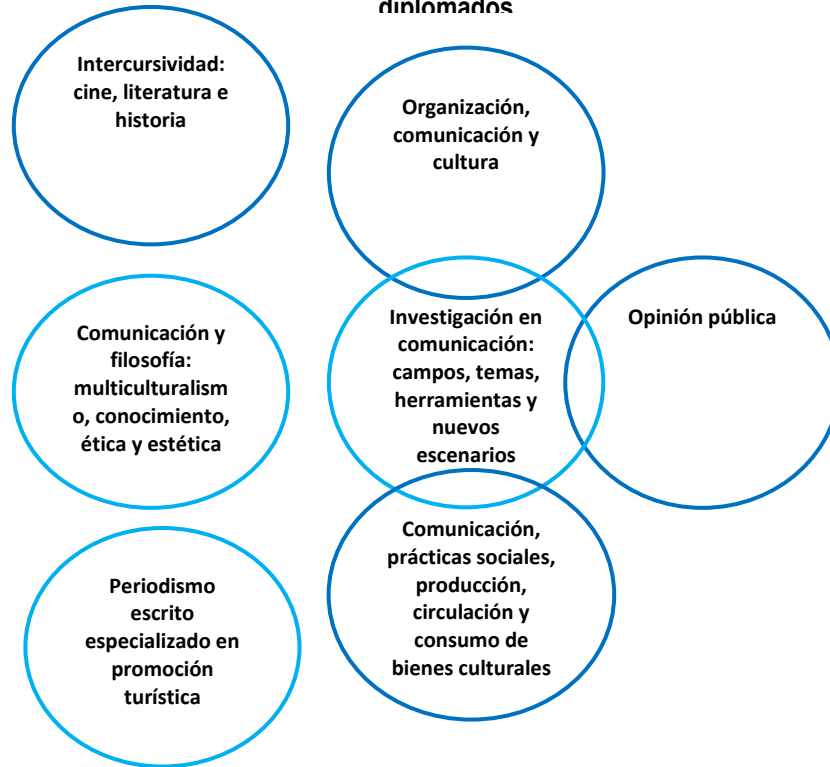 diplomados
Intercursividad:
cine, literatura e
historia
Organización,
comunicación y
cultura
Comunicación y
filosofía:
multiculturalism
o, conocimiento,
ética y estética
Investigación en
comunicación:
campos, temas,
herramientas y
nuevos
escenarios
Opinión pública
Periodismo
escrito
especializado en
promoción
turística
Comunicación,
prácticas sociales,
producción,
circulación y
consumo de
bienes culturales